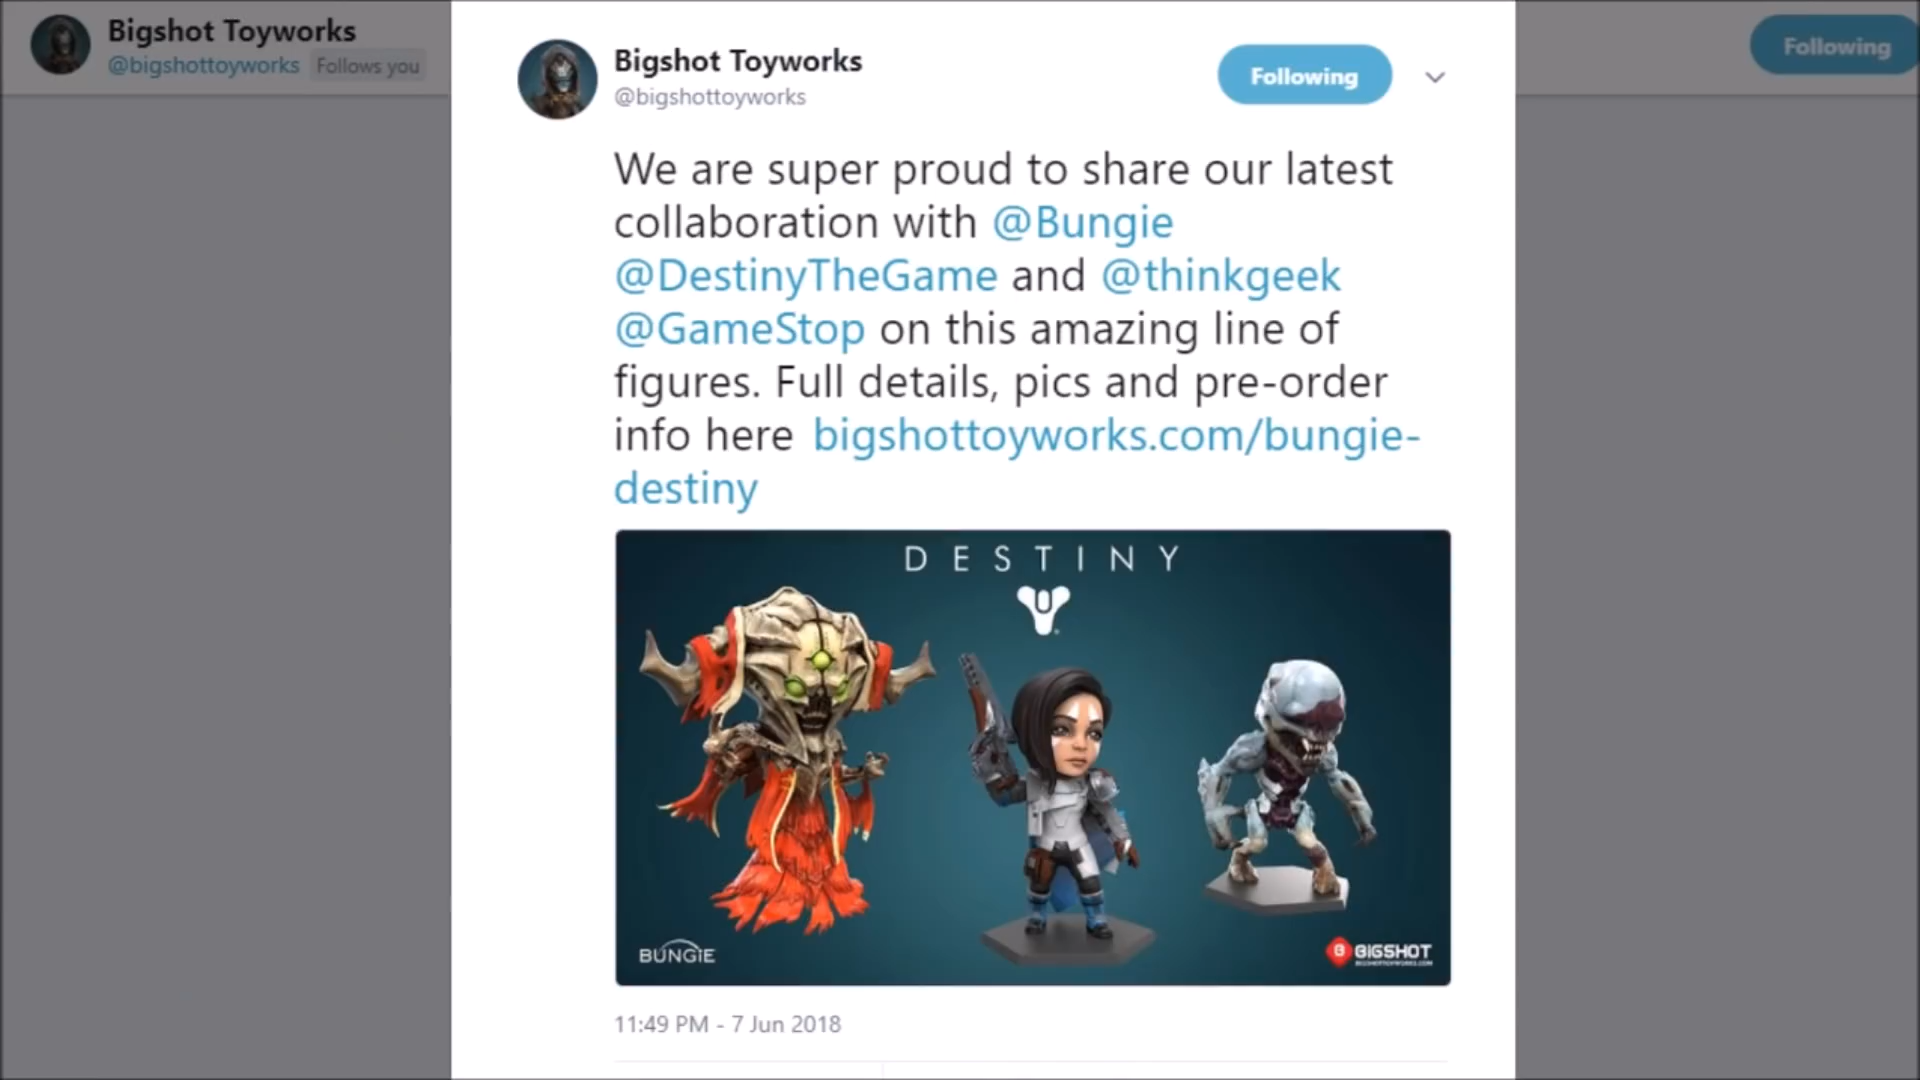 Bigshot Toyworks
@bigshottoyworks Follows you
Following
Bigshot Toyworks
@bigshottoyworks
Following
We are super proud to share our latest
collaboration with @Bungie
@DestinyTheGame and @thinkgeek
@GameStop on this amazing line of
figures. Full details, pics and pre-order
info here bigshottoyworks.com/bungie-
destiny
DESTINY
BUNGiE
BIGSHOT
BIGSHOTTOYWORKS.COM
11:49 PM - 7 Jun 2018